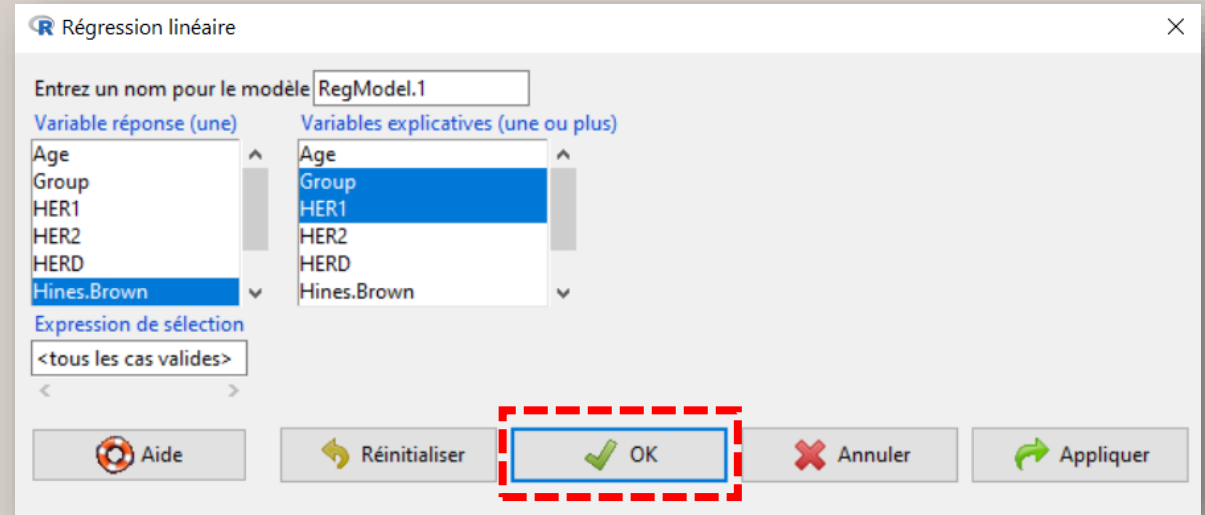 R Régression linéaire
Entrez un nom pour le modèle RegModel.1
Variable réponse (une)
Age
Group
HER1
HER2
HERD
Hines.Brown
Variables explicatives (une ou plus)
Age
Group
HER1
HER2
HERD
Hines.Brown
Expression de sélection
<tous les cas valides>
Aide
Réinitialiser
OK
Annuler
Appliquer